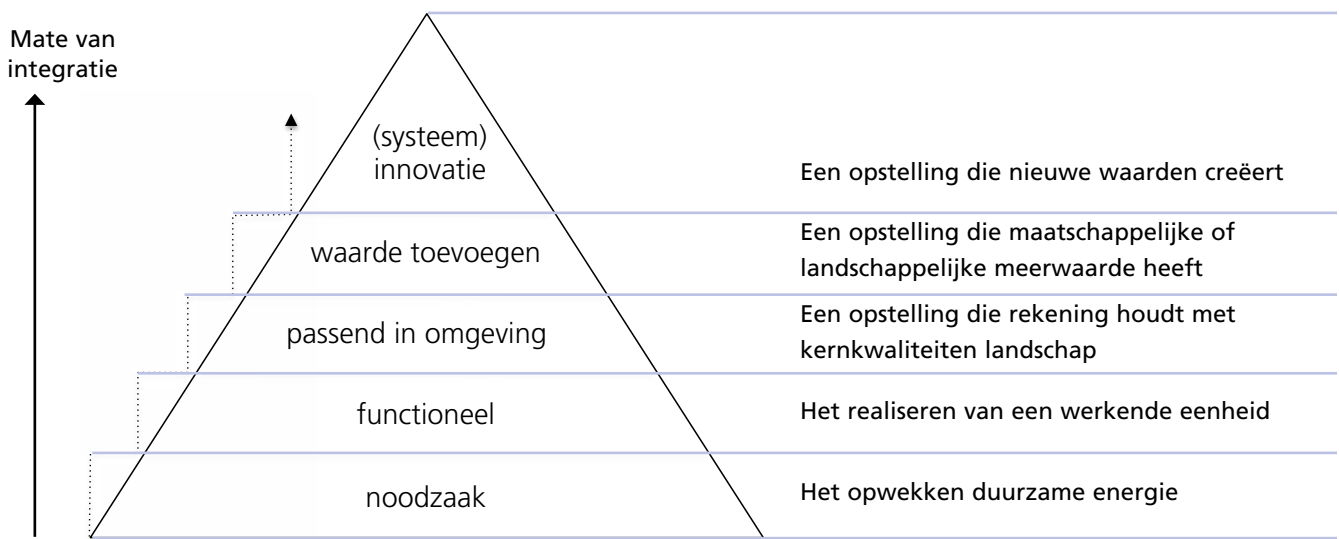 Mate van
integratie
(systeem)
innovatie
Een opstelling die nieuwe waarden creëert
waarde toevoegen
Een opstelling die maatschappelijke of
landschappelijke meerwaarde heeft
passend in omgeving
Een opstelling die rekening houdt met
kernkwaliteiten landschap
functioneel
Het realiseren van een werkende eenheid
noodzaak
Het opwekken duurzame energie